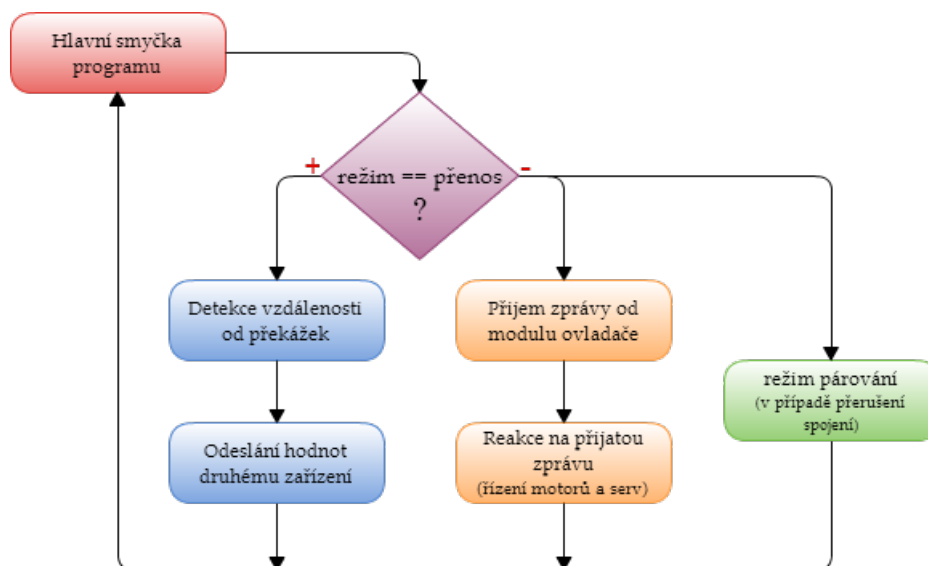 Hlavní smyčka
programu
+
-
režim == přenos
?
Detekce vzdálenosti
od překážek
Přijem zprávy od
modulu ovladače
režim párování
(v případě přerušení
spojení)
Odeslání hodnot
druhému zařízení
Reakce na přijatou
zprávu
(řízení motorů a serv)